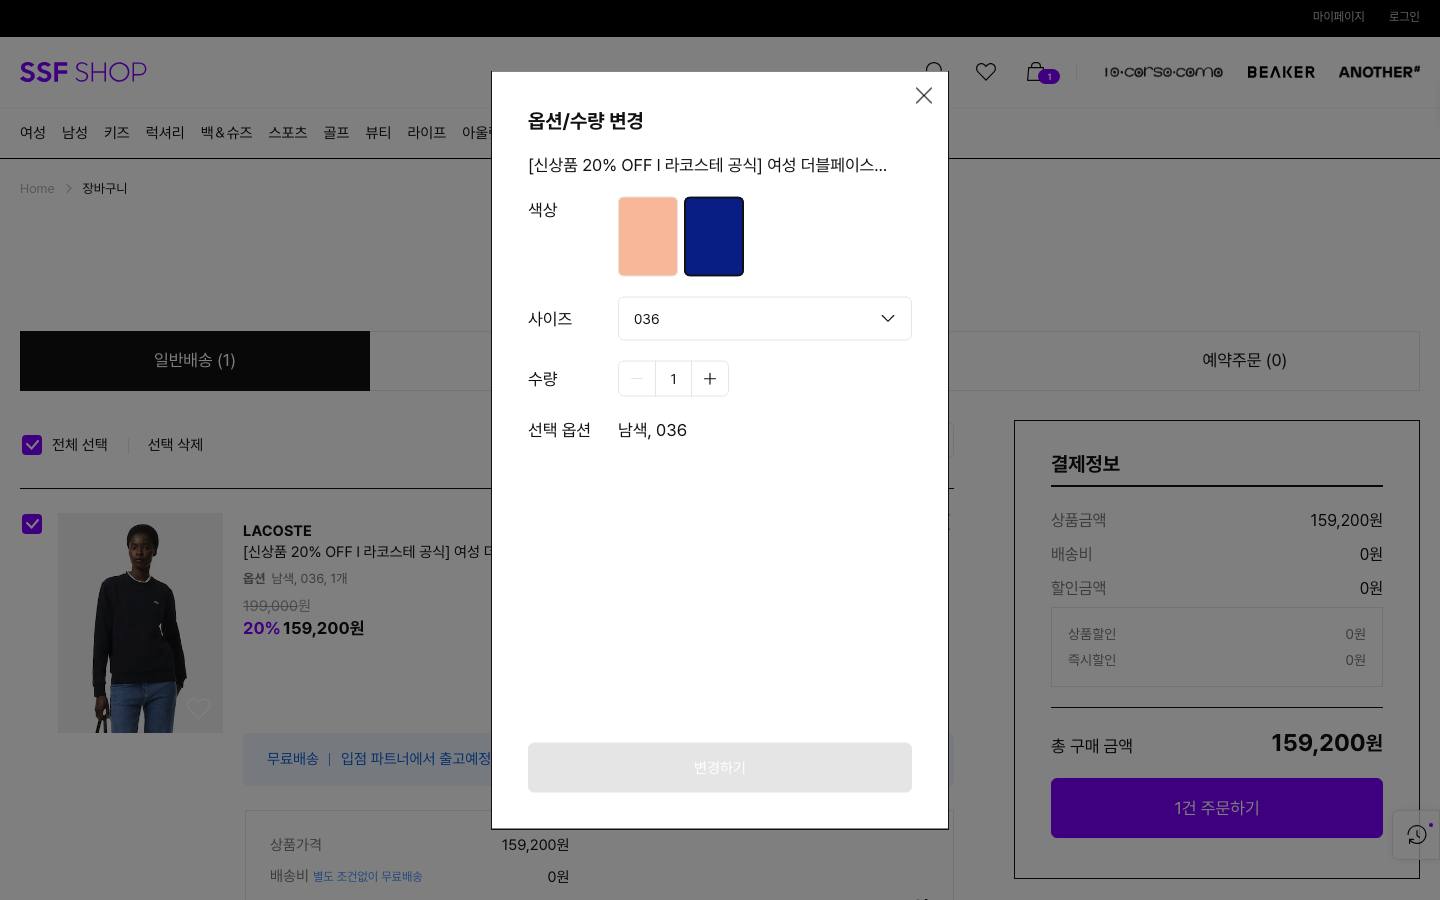 마이페이지 로그인
SSF SHOP
1
10·corso·como BEAKER ANOTHER#
여성 남성 키즈 럭셔리 백&슈즈 스포츠 골프 뷰티 라이프
Home 장바구니
옵션/수량 변경
[신상품 20% OFF I 라코스테 공식] 여성 더블페이스...
색상
사이즈 036
수량 1
선택 옵션 남색, 036
변경하기
일반배송 (1)
예약주문 (0)
전체 선택 선택 삭제
LACOSTE
[신상품 20% OFF I 라코스테 공식] 여성
옵션 남색, 036, 1개
199,000원
20% 159,200원
무료배송 | 입점 파트너에서 출고예정
상품가격 159,200원
배송비 별도 조건없이 무료배송 0원
결제정보
상품금액 159,200원
배송비 0원
할인금액 0원
상품할인 0원
즉시할인 0원
총 구매 금액 159,200원
1건 주문하기